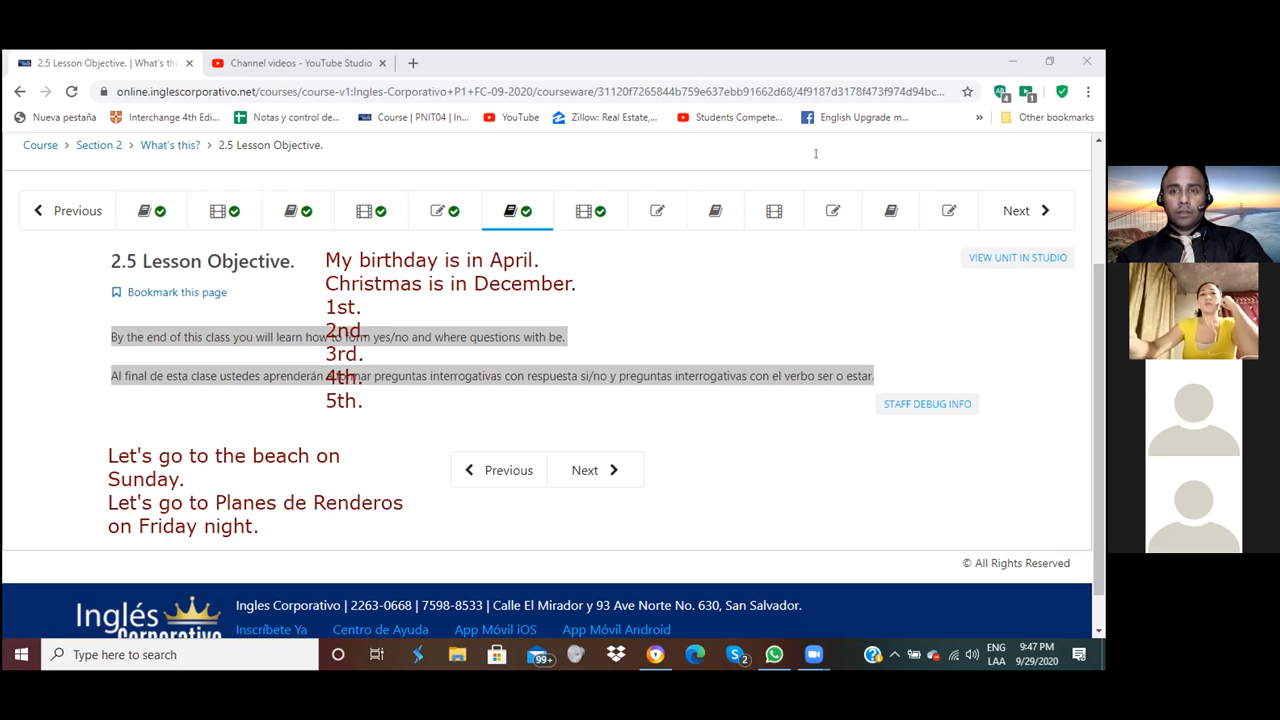 2.5 Lesson Objective. | What's thi
Channel videos - YouTube Studio
online.inglescorporativo.net/courses/course-v1:Ingles-Corporativo+P1+FC-09-2020/courseware/31120f7265844b759e637ebb91662d68/4f9187d3178f473f974d94bc...
Nueva pestaña
Interchange 4th Edi...
Notas y control de...
Course | PNIT04 | In...
YouTube
Zillow: Real Estate,...
Students Compete...
English Upgrade m...
»
Other bookmarks
Course > Section 2 > What's this? > 2.5 Lesson Objective.
Previous
Next
2.5 Lesson Objective.
VIEW UNIT IN STUDIO
Bookmark this page
My birthday is in April.
Christmas is in December.
1st.
2nd.
3rd.
4th.
5th.
By the end of this class you will learn how to form yes/no and where questions with be.
Al final de esta clase ustedes aprenderán a formar preguntas interrogativas con respuesta si/no y preguntas interrogativas con el verbo ser o estar.
STAFF DEBUG INFO
Let's go to the beach on
Sunday.
Let's go to Planes de Renderos
on Friday night.
Previous
Next
© All Rights Reserved
Inglés
Corporativo
Ingles Corporativo | 2263-0668 | 7598-8533 | Calle El Mirador y 93 Ave Norte No. 630, San Salvador.
Inscríbete Ya
Centro de Ayuda
App Móvil iOS
App Móvil Android
Type here to search
99+
2
ENG
LAA
9:47 PM
9/29/2020